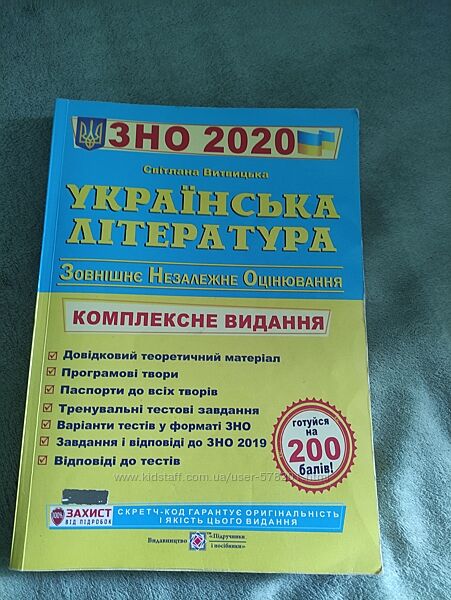 ЗНО 2020
Світлана Витвицька
УКРАЇНСЬКА
ЛІТЕРАТУРА
Зовнішнє Незалежне Оцінювання
КОМПЛЕКСНЕ ВИДАННЯ
Довідковий теоретичний матеріал
Програмові твори
Паспорти до всіх творів
Тренувальні тестові завдання
Варіанти тестів у форматі ЗНО
Завдання і відповіді до ЗНО 2019
Відповіді до тестів
готуйся на
200
балів!
ЗАХИСТ
ВІД ПІДРОБОК
СКРЕТЧ-КОД ГАРАНТУЄ ОРИГІНАЛЬНІСТЬ
І ЯКІСТЬ ЦЬОГО ВИДАННЯ
Видавництво «Підручники
і посібники»